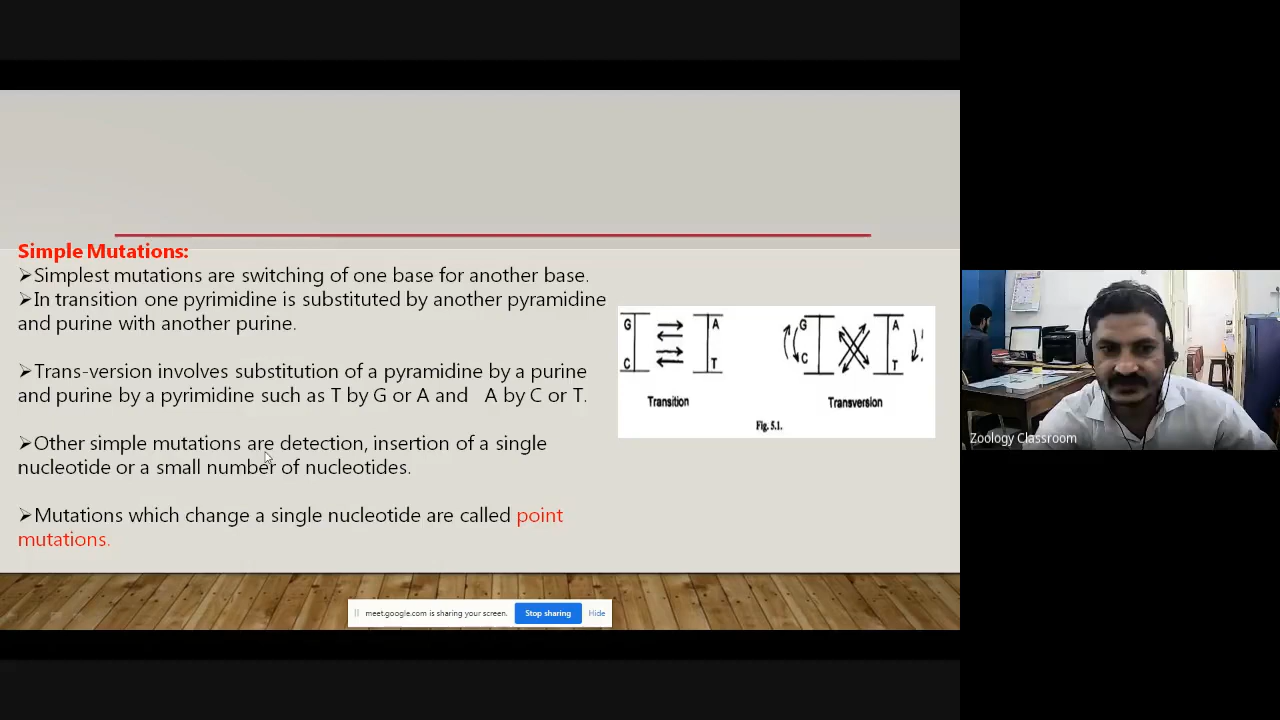 Simple Mutations:
➢Simplest mutations are switching of one base for another base.
➢In transition one pyrimidine is substituted by another pyramidine
and purine with another purine.
➢Trans-version involves substitution of a pyramidine by a purine
and purine by a pyrimidine such as T by G or A and A by C or T.
➢Other simple mutations are detection, insertion of a single
nucleotide or a small number of nucleotides.
➢Mutations which change a single nucleotide are called point
mutations.
G A
C T
Transition
G A
C T
Transversion
Fig. 5.1.
Zoology Classroom
meet.google.com is sharing your screen.
Stop sharing
Hide